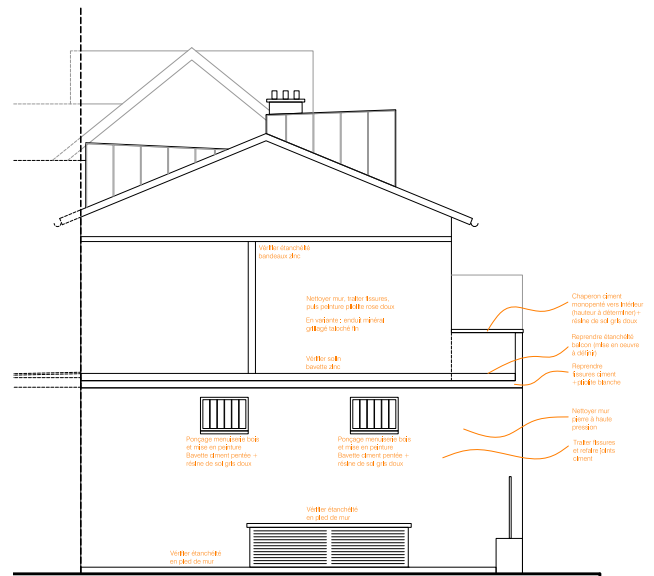 Vérifier étanchéité
bandeaux zinc
Nettoyer mur, traiter fissures,
puis peinture pliolite rose doux
En variante : enduit minéral
grillagé taloché fin
Vérifier solin
bavette zinc
Chaperon ciment
monopenté vers intérieur
(hauteur à déterminer) +
résine de sol gris doux
Reprendre étanchéité
balcon (mise en oeuvre
à définir)
Reprendre
fissures ciment
+ pliolite blanche
Nettoyer mur
pierre à haute
pression
Traiter fissures
et refaire joints
ciment
Ponçage menuiserie bois
et mise en peinture.
Bavette ciment pentée +
résine de sol gris doux
Ponçage menuiserie bois
et mise en peinture.
Bavette ciment pentée +
résine de sol gris doux
Vérifier étanchéité
en pied de mur
Vérifier étanchéité
en pied de mur